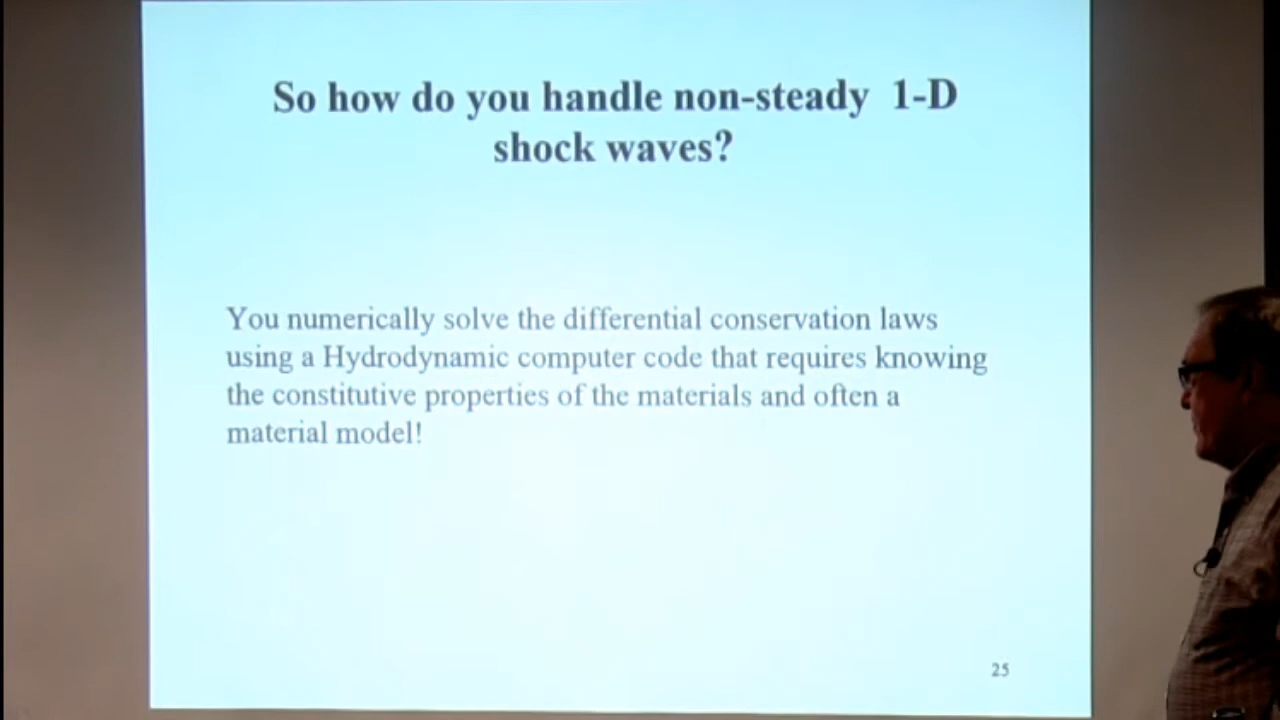 So how do you handle non-steady 1-D
shock waves?
You numerically solve the differential conservation laws
using a Hydrodynamic computer code that requires knowing
the constitutive properties of the materials and often a
material model!
25